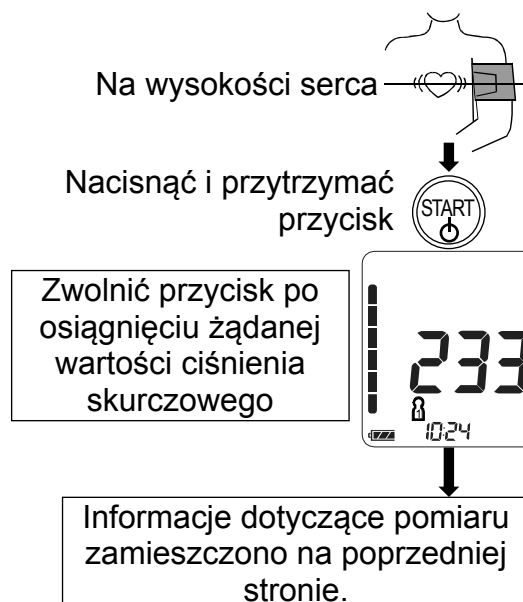 Na wysokości serca
Nacisnąć i przytrzymać
przycisk
START
Zwolnić przycisk po
osiągnięciu żądanej
wartości ciśnienia
skurczowego
233
1
10:24
Informacje dotyczące pomiaru
zamieszczono na poprzedniej
stronie.